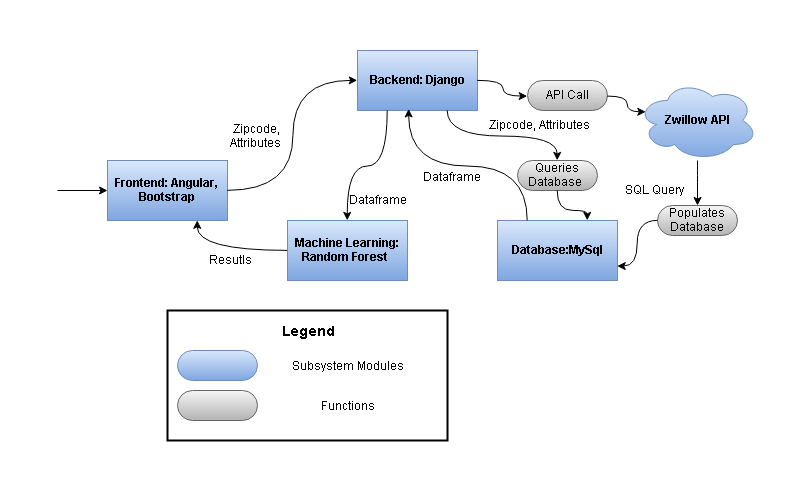 Backend: Django
API Call
Zwillow API
Zipcode,
Attributes
Zipcode, Attributes
Queries
Database
Frontend: Angular,
Bootstrap
Dataframe
Dataframe
SQL Query
Populates
Database
Machine Learning:
Random Forest
Database:MySql
Resutls
Legend
Subsystem Modules
Functions